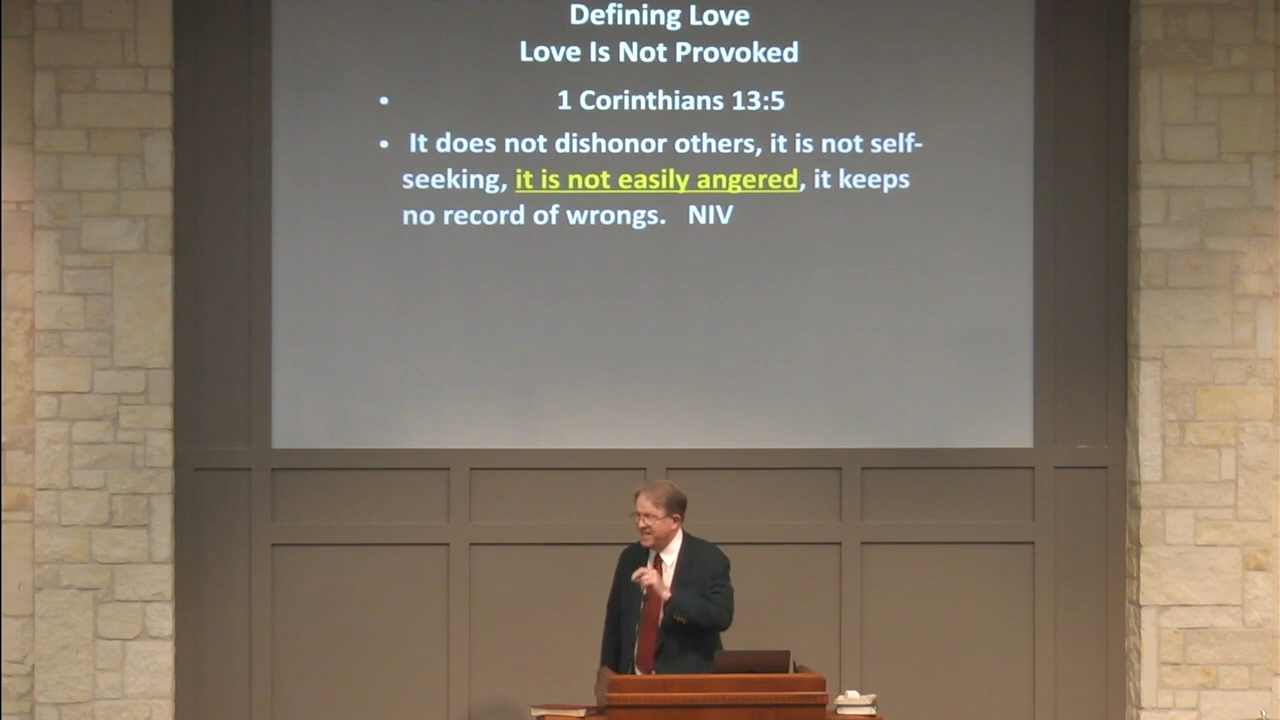 Defining Love
Love Is Not Provoked
• 1 Corinthians 13:5
• It does not dishonor others, it is not self-
seeking, it is not easily angered, it keeps
no record of wrongs. NIV